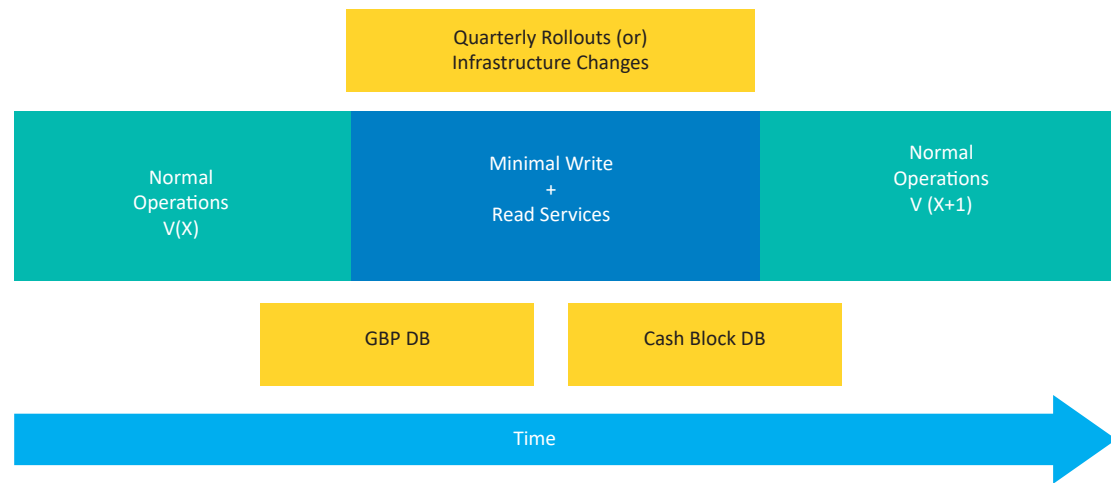 Quarterly Rollouts (or)
Infrastructure Changes
Normal
Operations
V(X)
Minimal Write
+
Read Services
Normal
Operations
V (X+1)
GBP DB
Cash Block DB
Time